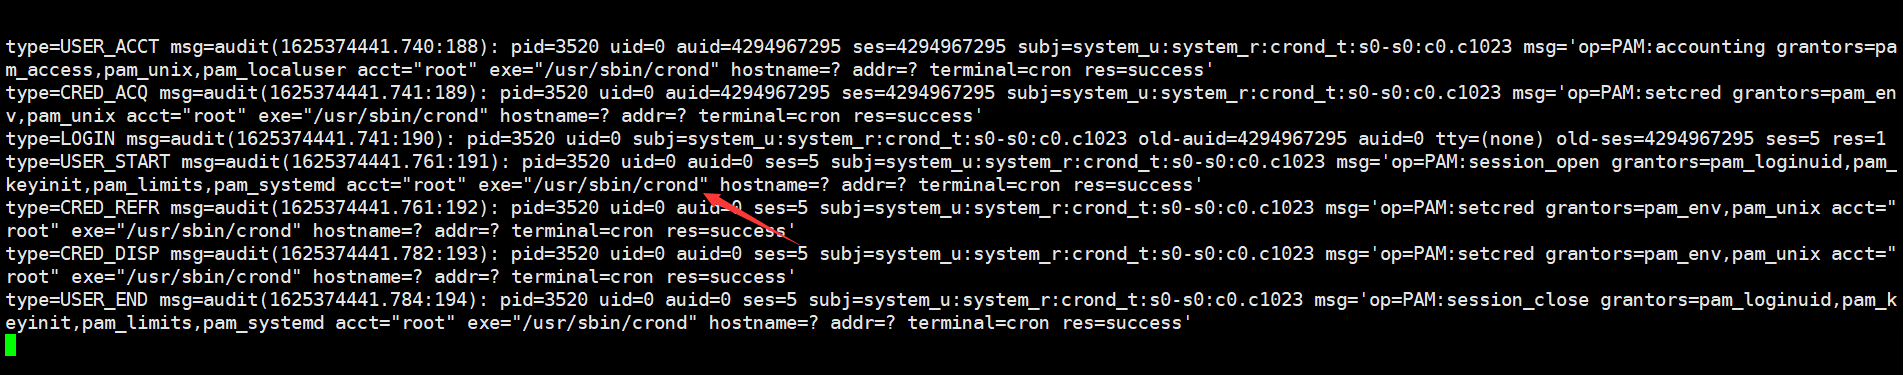 type=USER_ACCT msg=audit(1625374441.740:188): pid=3520 uid=0 auid=4294967295 ses=4294967295 subj=system_u:system_r:crond_t:s0-s0:c0.c1023 msg='op=PAM:accounting grantors=pa
m_access,pam_unix,pam_localuser acct="root" exe="/usr/sbin/crond" hostname=? addr=? terminal=cron res=success'
type=CRED_ACQ msg=audit(1625374441.741:189): pid=3520 uid=0 auid=4294967295 ses=4294967295 subj=system_u:system_r:crond_t:s0-s0:c0.c1023 msg='op=PAM:setcred grantors=pam_en
v,pam_unix acct="root" exe="/usr/sbin/crond" hostname=? addr=? terminal=cron res=success'
type=LOGIN msg=audit(1625374441.741:190): pid=3520 uid=0 subj=system_u:system_r:crond_t:s0-s0:c0.c1023 old-auid=4294967295 auid=0 tty=(none) old-ses=4294967295 ses=5 res=1
type=USER_START msg=audit(1625374441.761:191): pid=3520 uid=0 auid=0 ses=5 subj=system_u:system_r:crond_t:s0-s0:c0.c1023 msg='op=PAM:session_open grantors=pam_loginuid,pam_
keyinit,pam_limits,pam_systemd acct="root" exe="/usr/sbin/crond" hostname=? addr=? terminal=cron res=success'
type=CRED_REFR msg=audit(1625374441.761:192): pid=3520 uid=0 auid=0 ses=5 subj=system_u:system_r:crond_t:s0-s0:c0.c1023 msg='op=PAM:setcred grantors=pam_env,pam_unix acct="
root" exe="/usr/sbin/crond" hostname=? addr=? terminal=cron res=success'
type=CRED_DISP msg=audit(1625374441.782:193): pid=3520 uid=0 auid=0 ses=5 subj=system_u:system_r:crond_t:s0-s0:c0.c1023 msg='op=PAM:setcred grantors=pam_env,pam_unix acct="
root" exe="/usr/sbin/crond" hostname=? addr=? terminal=cron res=success'
type=USER_END msg=audit(1625374441.784:194): pid=3520 uid=0 auid=0 ses=5 subj=system_u:system_r:crond_t:s0-s0:c0.c1023 msg='op=PAM:session_close grantors=pam_loginuid,pam_k
eyinit,pam_limits,pam_systemd acct="root" exe="/usr/sbin/crond" hostname=? addr=? terminal=cron res=success'